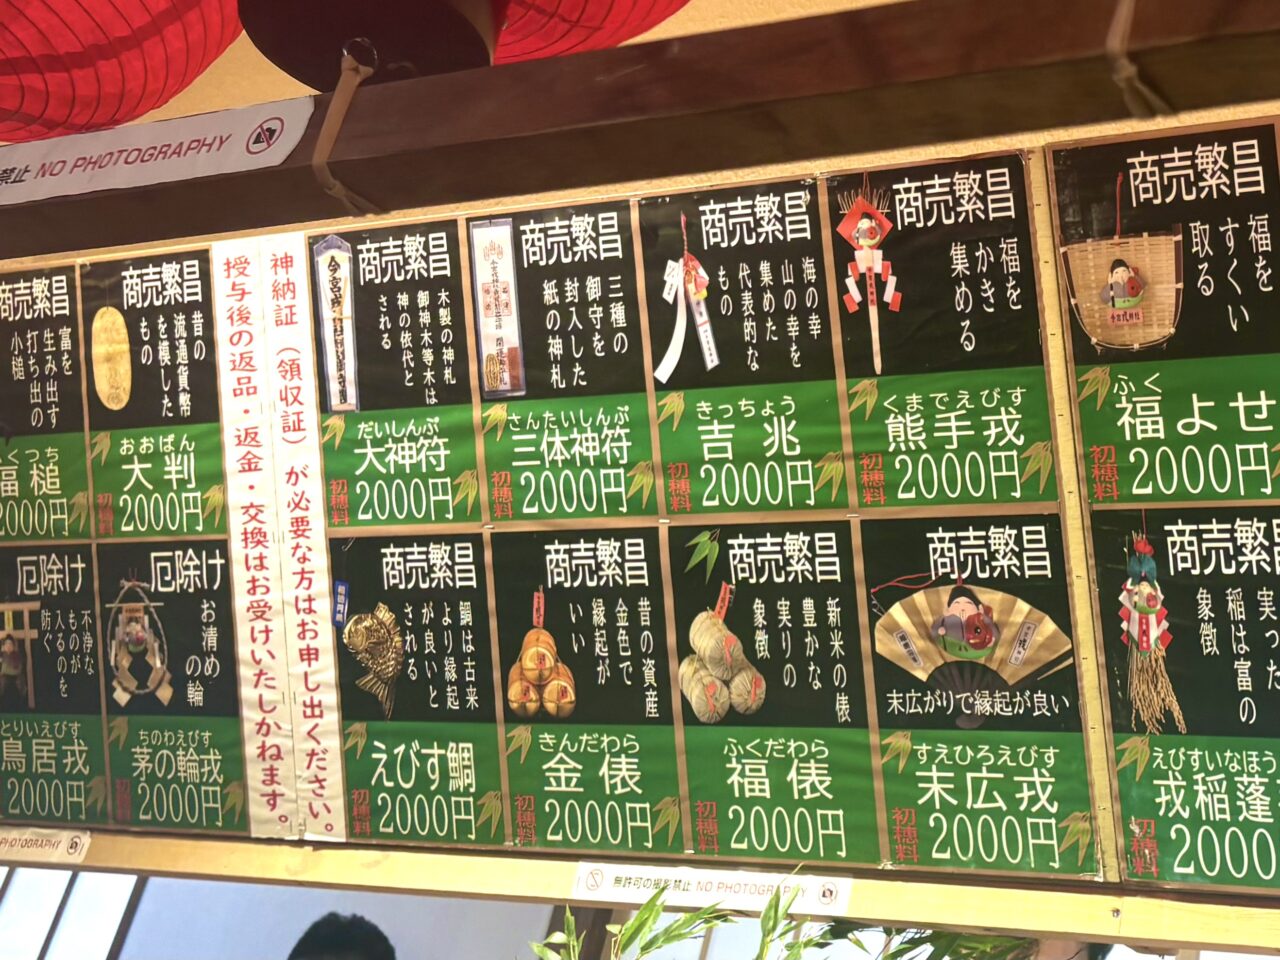 禁止 NO PHOTOGRAPHY
商売繁昌
富を
生み出す
打ち出の
小槌
2000円
商売繁昌
昔の
流通貨幣
を模した
もの
おおばん
大判
初穂料
2000円
神納証（領収証）が必要な方はお申し出ください。
授与後の返品・返金・交換はお受けいたしかねます。
商売繁昌
木製の神札
御神木等木は
神の依代と
される
だいしんぷ
大神符
初穂料
2000円
商売繁昌
三種の
御守を
封入した
紙の神札
さんたいしんぷ
三体神符
初穂料
2000円
商売繁昌
海の幸
山の幸を
集めた
代表的な
もの
きっちょう
吉兆
初穂料
2000円
商売繁昌
福を
かき
集める
くまでえびす
熊手戎
初穂料
2000円
商売繁昌
福を
すくい
取る
ふく
福よせ
初穂料
2000円
厄除け
不浄な
ものが
入るのを
防ぐ
とりいえびす
鳥居戎
2000円
厄除け
お清め
の輪
ちのわえびす
茅の輪戎
初穂料
2000円
商売繁昌
鯛は古来
より縁起
が良いと
される
えびす鯛
初穂料
2000円
商売繁昌
昔の資産
金色で
縁起が
いい
きんだわら
金俵
初穂料
2000円
商売繁昌
新米の俵
豊かな
実りの
象徴
ふくだわら
福俵
初穂料
2000円
商売繁昌
末広がりで縁起が良い
すえひろえびす
末広戎
初穂料
2000円
商売繁昌
実った
稲は富の
象徴
えびすいなほう
戎稲蓬
初穂料
2000
PHOTOGRAPHY
無許可の撮影禁止 NO PHOTOGRAPHY